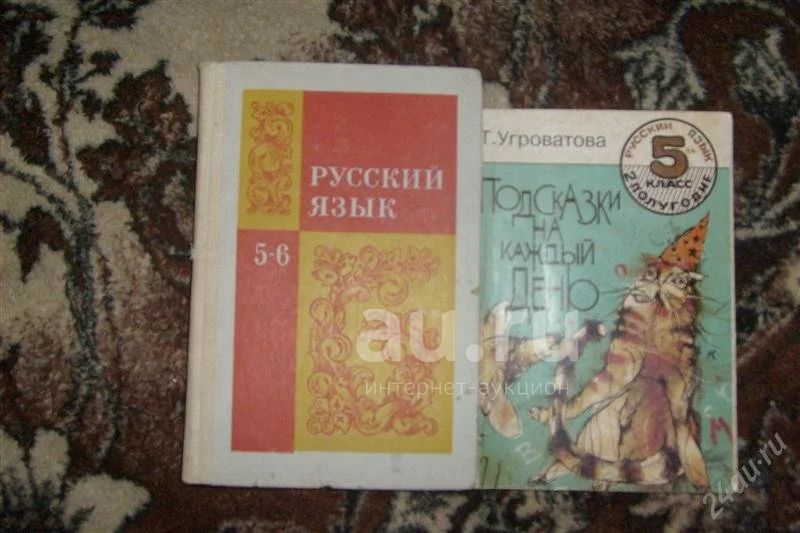 РУССКИЙ
ЯЗЫК
5-6
Т. Угроватова
РУССКИЙ ЯЗЫК
5
КЛАСС
2 ПОЛУГОДИЕ
ПОДСКАЗКИ
НА
КАЖДЫЙ
ДЕНЬ
au.ru
интернет-аукцион
24au.ru